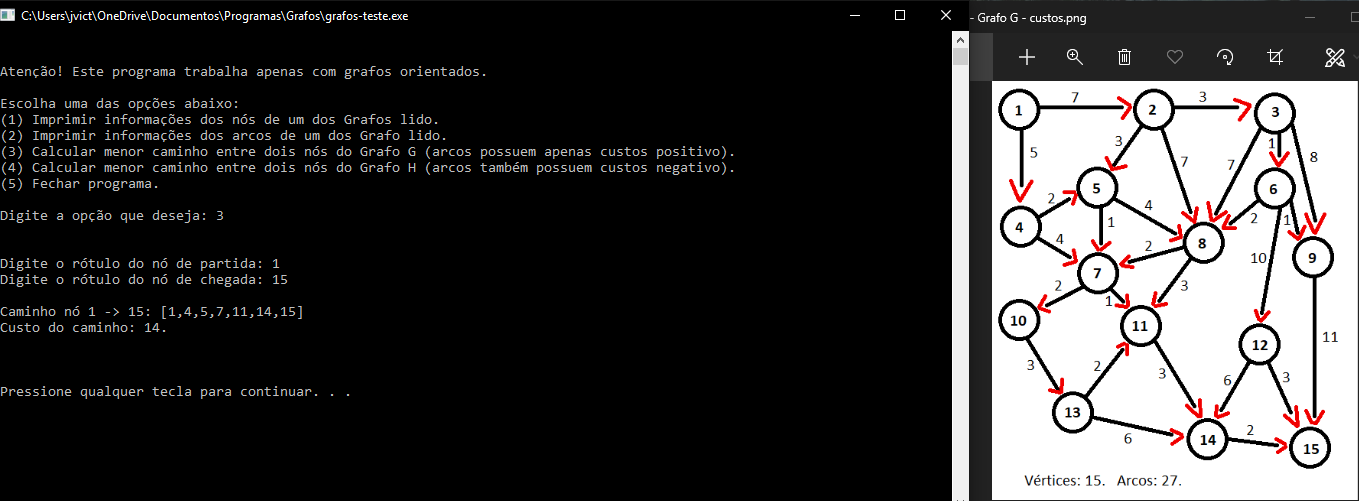 C:\Users\jvict\OneDrive\Documentos\Programas\Grafos\grafos-teste.exe
Atenção! Este programa trabalha apenas com grafos orientados.
Escolha uma das opções abaixo:
(1) Imprimir informações dos nós de um dos Grafos lido.
(2) Imprimir informações dos arcos de um dos Grafo lido.
(3) Calcular menor caminho entre dois nós do Grafo G (arcos possuem apenas custos positivo).
(4) Calcular menor caminho entre dois nós do Grafo H (arcos também possuem custos negativo).
(5) Fechar programa.
Digite a opção que deseja: 3
Digite o rótulo do nó de partida: 1
Digite o rótulo do nó de chegada: 15
Caminho nó 1 -> 15: [1,4,5,7,11,14,15]
Custo do caminho: 14.
Pressione qualquer tecla para continuar. . .
- Grafo G - custos.png
7 3
1 2 3
5 3 7 7 1 8
5 6
2 4 2 1
4 1 8
4 2 10 9
7
2 1 3
10 11 12 11
3 2 3 6 3
13
6 14 2 15
Vértices: 15. Arcos: 27.